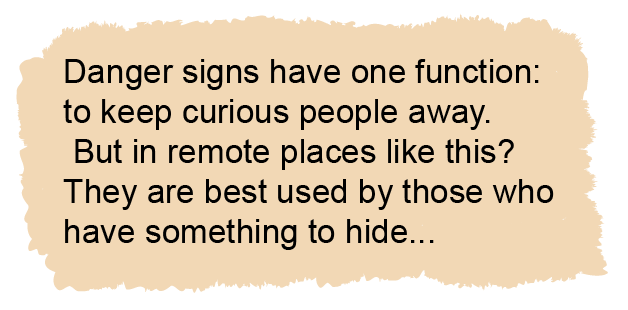 Danger signs have one function:
to keep curious people away.
But in remote places like this?
They are best used by those who
have something to hide...